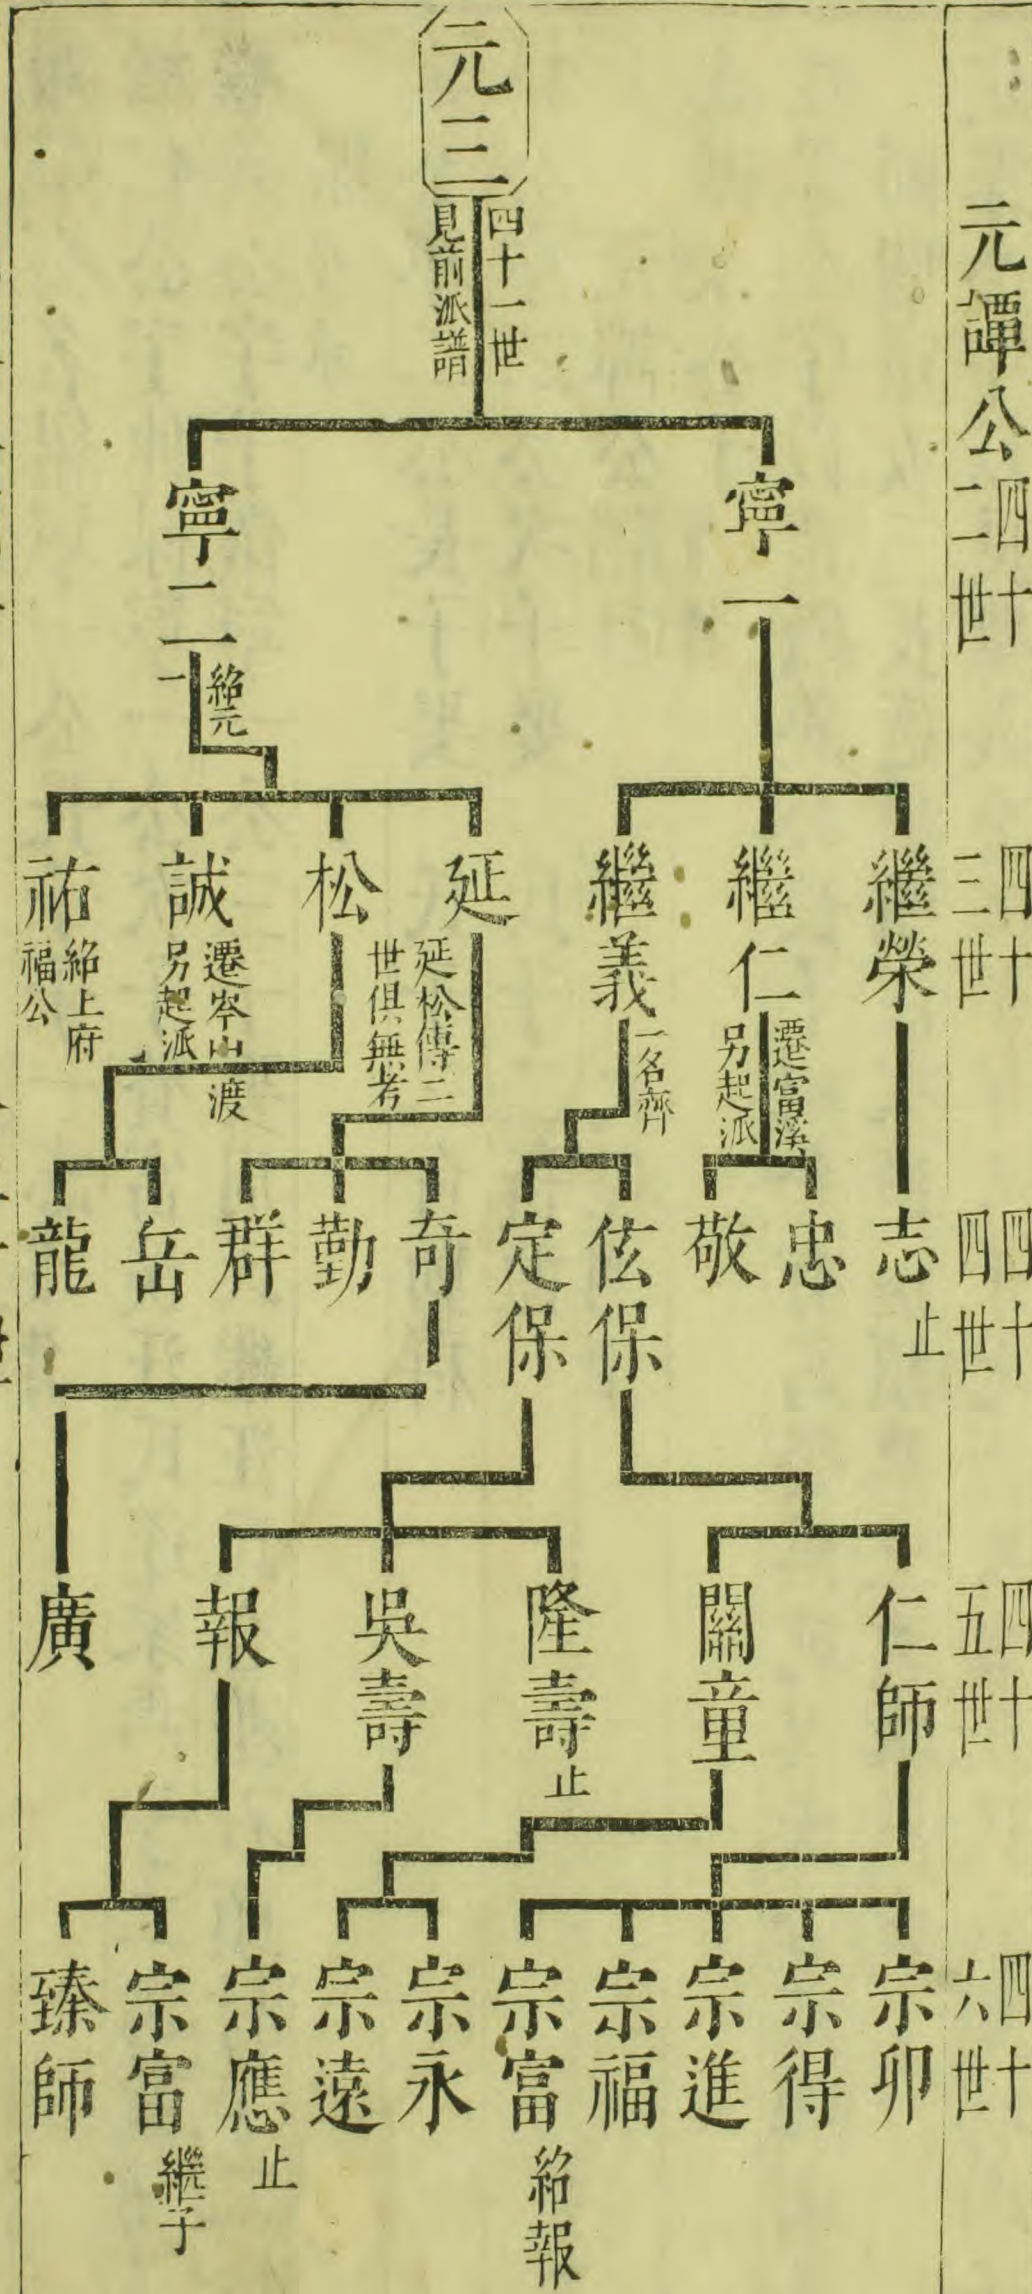 元譚公
四十二世
四十三世
四十四世
四十五世
四十六世
元三
四十一世
見前派譜
寧一
寧二
紹元一
繼榮
繼仁
遷富溪
另起派
繼義
一名齊
延
延松傳二
世俱無考
松
誠
遷岑山渡
另起派
祐
紹上府
福公
志
止
忠
敬
伭保
定保
奇
勤
群
岳
龍
仁師
關童
隆壽
止
吳壽
報
廣
宗卯
宗得
宗進
宗福
宗富
紹報
宗永
宗遠
宗應
止
宗富
繼子
臻師